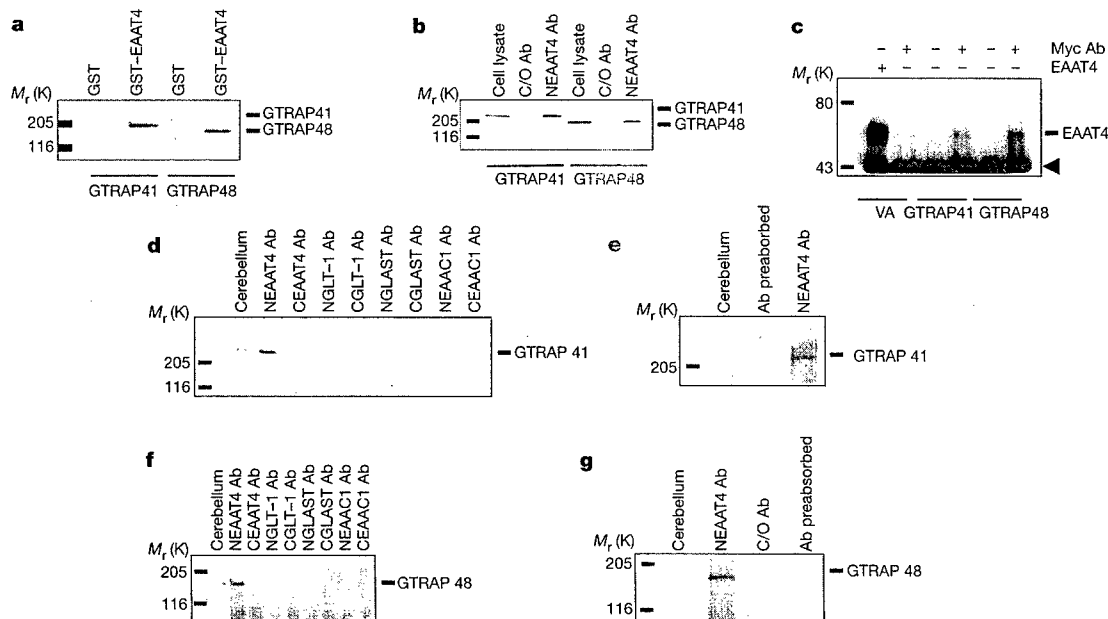 a
GST
GST–EAAT4
GST
GST–EAAT4
Mr (K)
205
116
GTRAP41
GTRAP48
GTRAP41 GTRAP48
b
Cell lysate
C/O Ab
NEAAT4 Ab
Cell lysate
C/O Ab
NEAAT4 Ab
Mr (K)
205
116
GTRAP41
GTRAP48
GTRAP41 GTRAP48
c
– + – + – + Myc Ab
+ – – – – – EAAT4
Mr (K)
80
43
EAAT4
VA GTRAP41 GTRAP48
d
Cerebellum
NEAAT4 Ab
CEAAT4 Ab
NGLT–1 Ab
CGLT–1 Ab
NGLAST Ab
CGLAST Ab
NEAAC1 Ab
CEAAC1 Ab
Mr (K)
205
116
GTRAP 41
e
Cerebellum
Ab preaborbed
NEAAT4 Ab
Mr (K)
205
GTRAP 41
f
Cerebellum
NEAAT4 Ab
CEAAT4 Ab
NGLT–1 Ab
CGLT–1 Ab
NGLAST Ab
CGLAST Ab
NEAAC1 Ab
CEAAC1 Ab
Mr (K)
205
116
GTRAP 48
g
Cerebellum
NEAAT4 Ab
C/O Ab
Ab preabsorbed
Mr (K)
205
116
GTRAP 48